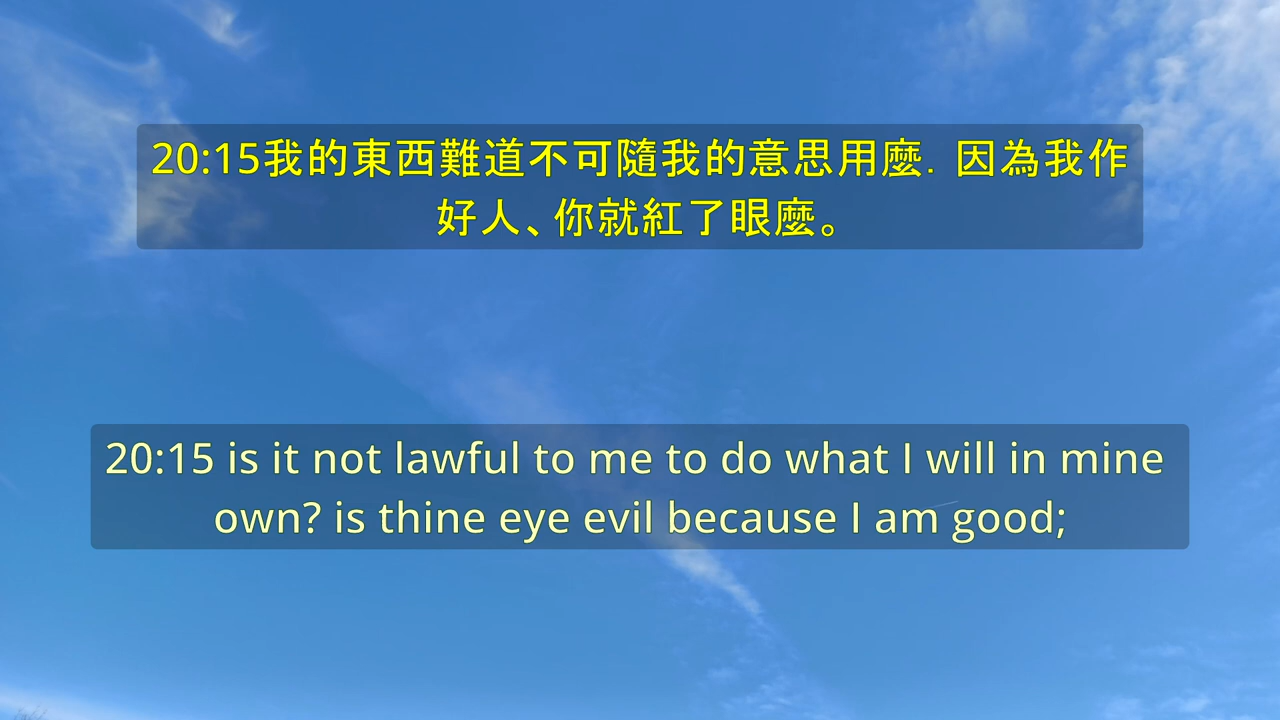 20:15我的東西難道不可隨我的意思用麼．因為我作
好人、你就紅了眼麼。
20:15 is it not lawful to me to do what I will in mine
own? is thine eye evil because I am good;